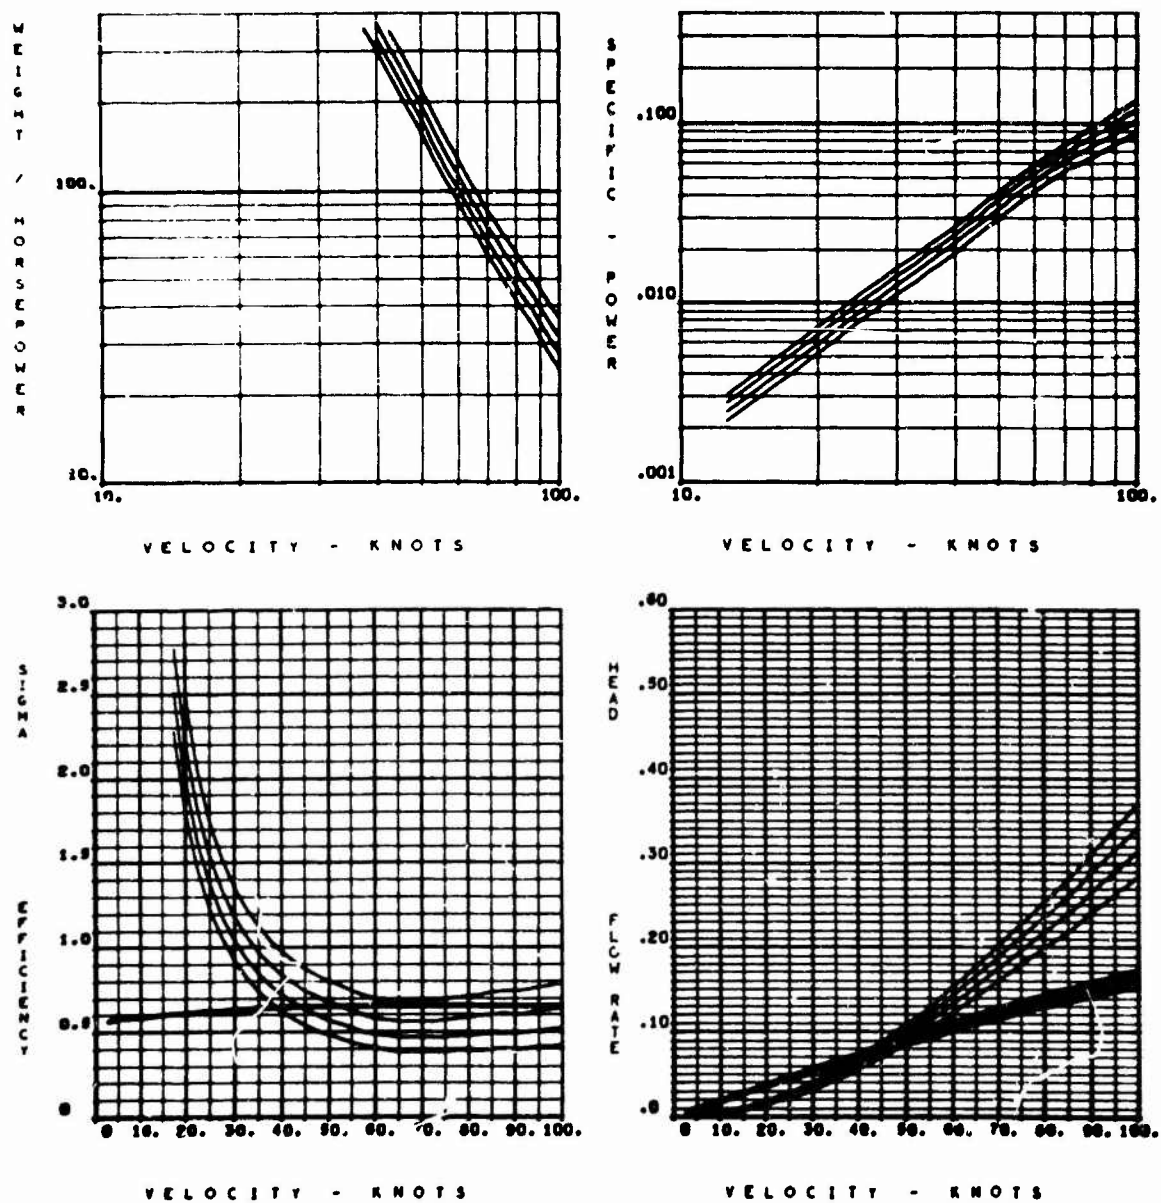 WEIGHT / HORSEPOWER
100.
10.
10. 100.
VELOCITY - KNOTS
SPECIFIC - POWER
.100
.010
.001
10. 100.
VELOCITY - KNOTS
SIGMA
EFFICIENCY
3.0
2.5
2.0
1.5
1.0
0.5
0
0 10. 20. 30. 40. 50. 60. 70. 80. 90. 100.
VELOCITY - KNOTS
HEAD
FLOW RATE
.60
.50
.40
.30
.20
.10
.0
0 10. 20. 30. 40. 50. 60. 70. 80. 90. 100.
VELOCITY - KNOTS